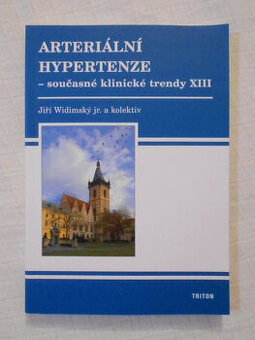 ARTERIÁLNÍ
HYPERTENZE
– současné klinické trendy XIII
Jiří Widimský jr. a kolektiv
TRITON